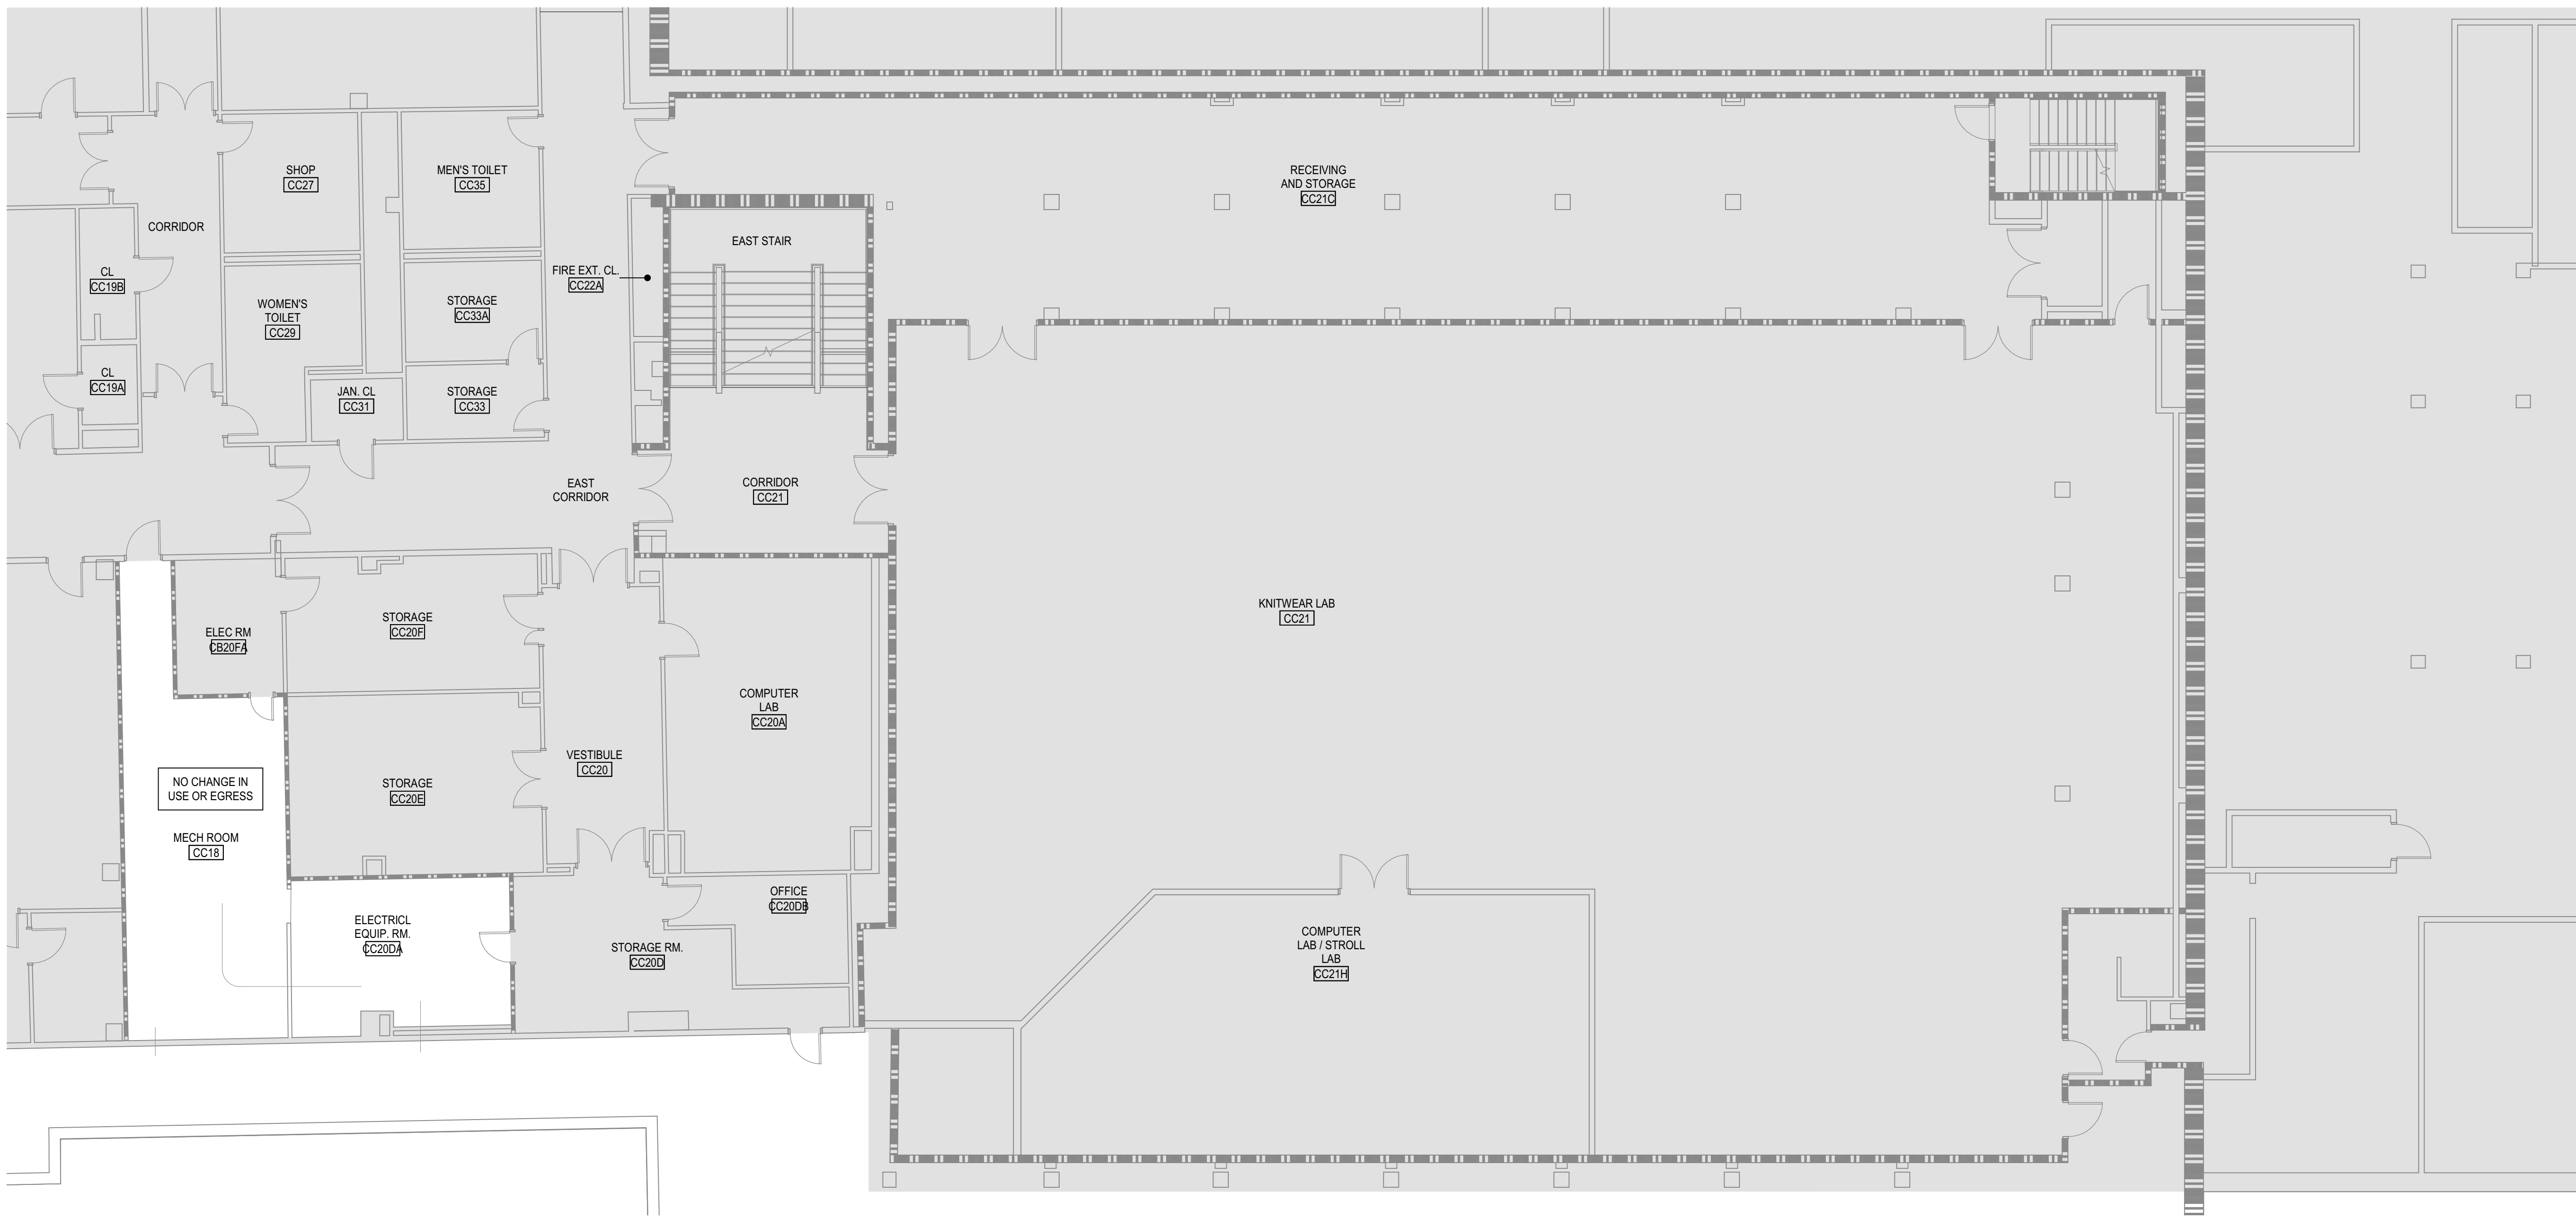 SHOP
CC27
MEN'S TOILET
CC35
RECEIVING
AND STORAGE
CC21C
CORRIDOR
EAST STAIR
CL
CC19B
FIRE EXT. CL.
CC22A
WOMEN'S
TOILET
CC29
STORAGE
CC33A
CL
CC19A
JAN. CL
CC31
STORAGE
CC33
EAST
CORRIDOR
CORRIDOR
CC21
ELEC RM
CB20FA
STORAGE
CC20F
KNITWEAR LAB
CC21
COMPUTER
LAB
CC20A
VESTIBULE
CC20
NO CHANGE IN
USE OR EGRESS
STORAGE
CC20E
MECH ROOM
CC18
OFFICE
CC20DB
ELECTRICL
EQUIP. RM.
CC20DA
STORAGE RM.
CC20D
COMPUTER
LAB / STROLL
LAB
CC21H